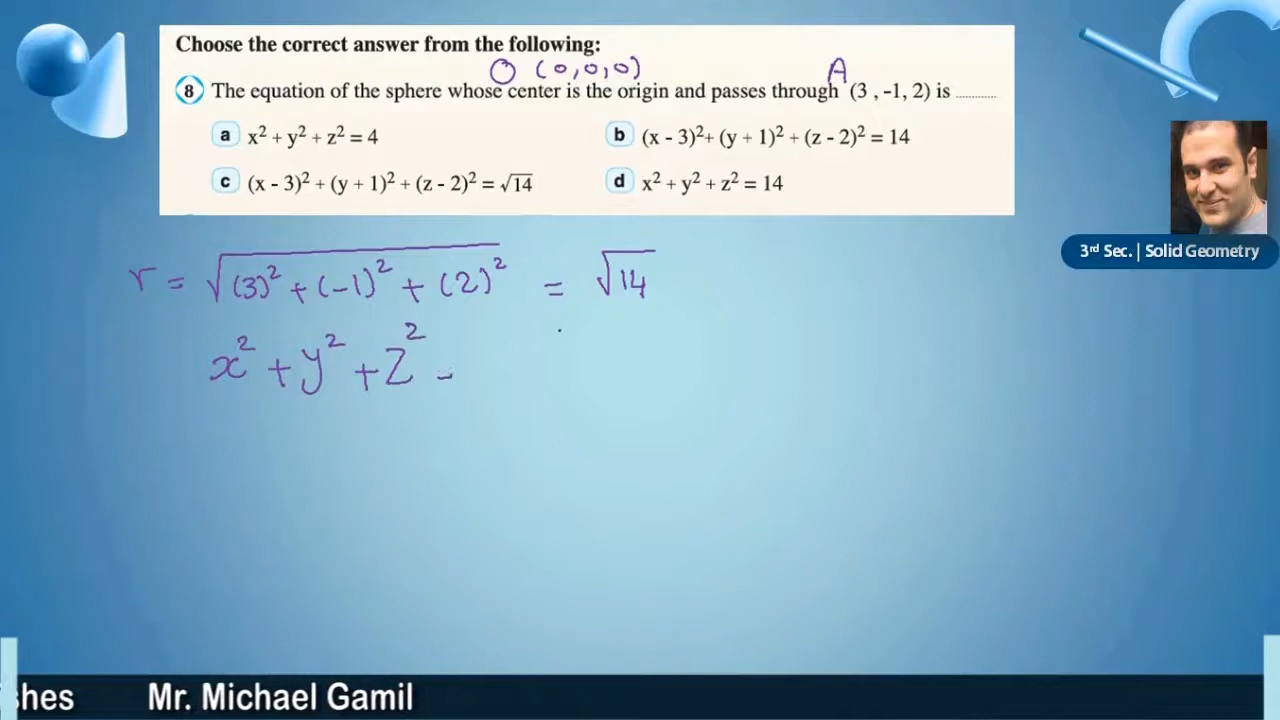 Choose the correct answer from the following:
O (0,0,0) A
8 The equation of the sphere whose center is the origin and passes through (3 , -1, 2) is ............
a x² + y² + z² = 4
b (x - 3)²+ (y + 1)² + (z - 2)² = 14
c (x - 3)² + (y + 1)² + (z - 2)² = √14
d x² + y² + z² = 14
3rd Sec. | Solid Geometry
r = √(3)² + (-1)² + (2)² = √14
x² + y² + z² -
shes Mr. Michael Gamil